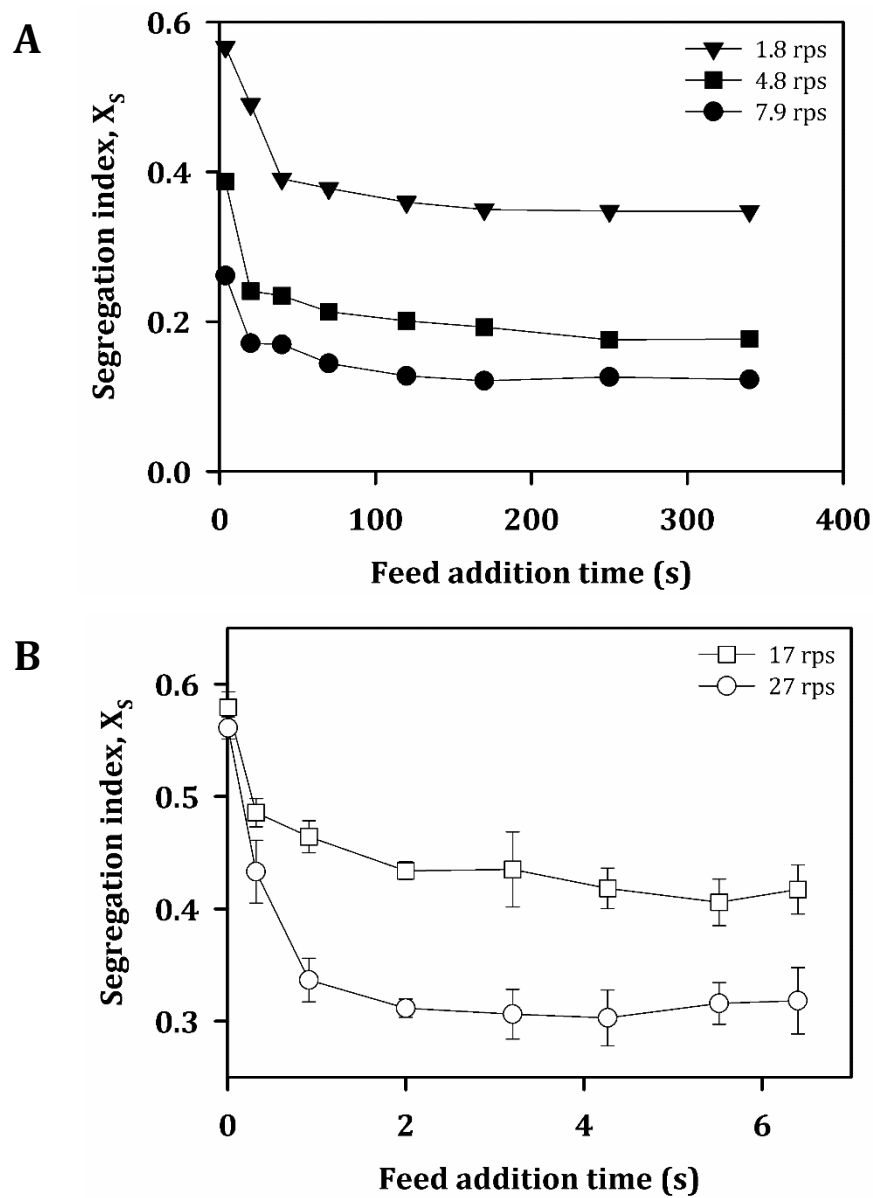 A
Segregation index, XS
0.6
0.4
0.2
0.0
1.8 rps
4.8 rps
7.9 rps
0 100 200 300 400
Feed addition time (s)
B
Segregation index, XS
0.6
0.5
0.4
0.3
17 rps
27 rps
0 2 4 6
Feed addition time (s)